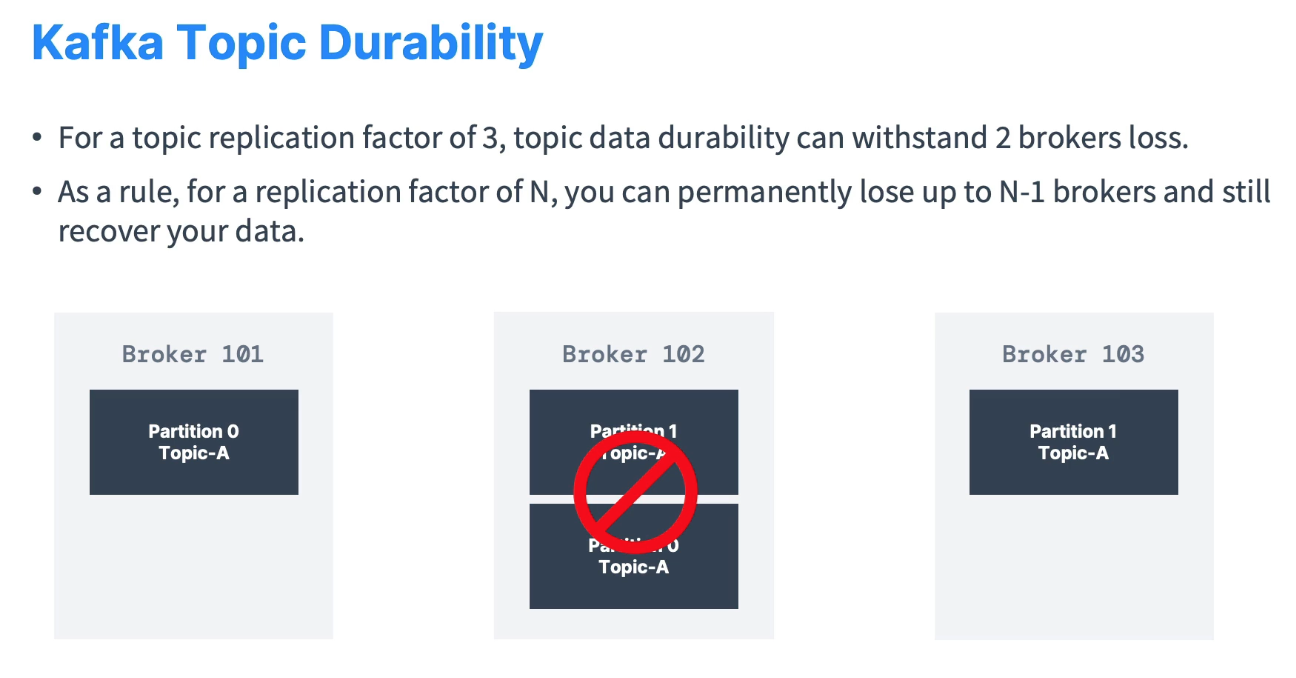 Kafka Topic Durability
• For a topic replication factor of 3, topic data durability can withstand 2 brokers loss.
• As a rule, for a replication factor of N, you can permanently lose up to N-1 brokers and still
recover your data.
Broker 101
Partition 0
Topic-A
Broker 102
Partition 1
Topic-A
Partition 0
Topic-A
Broker 103
Partition 1
Topic-A